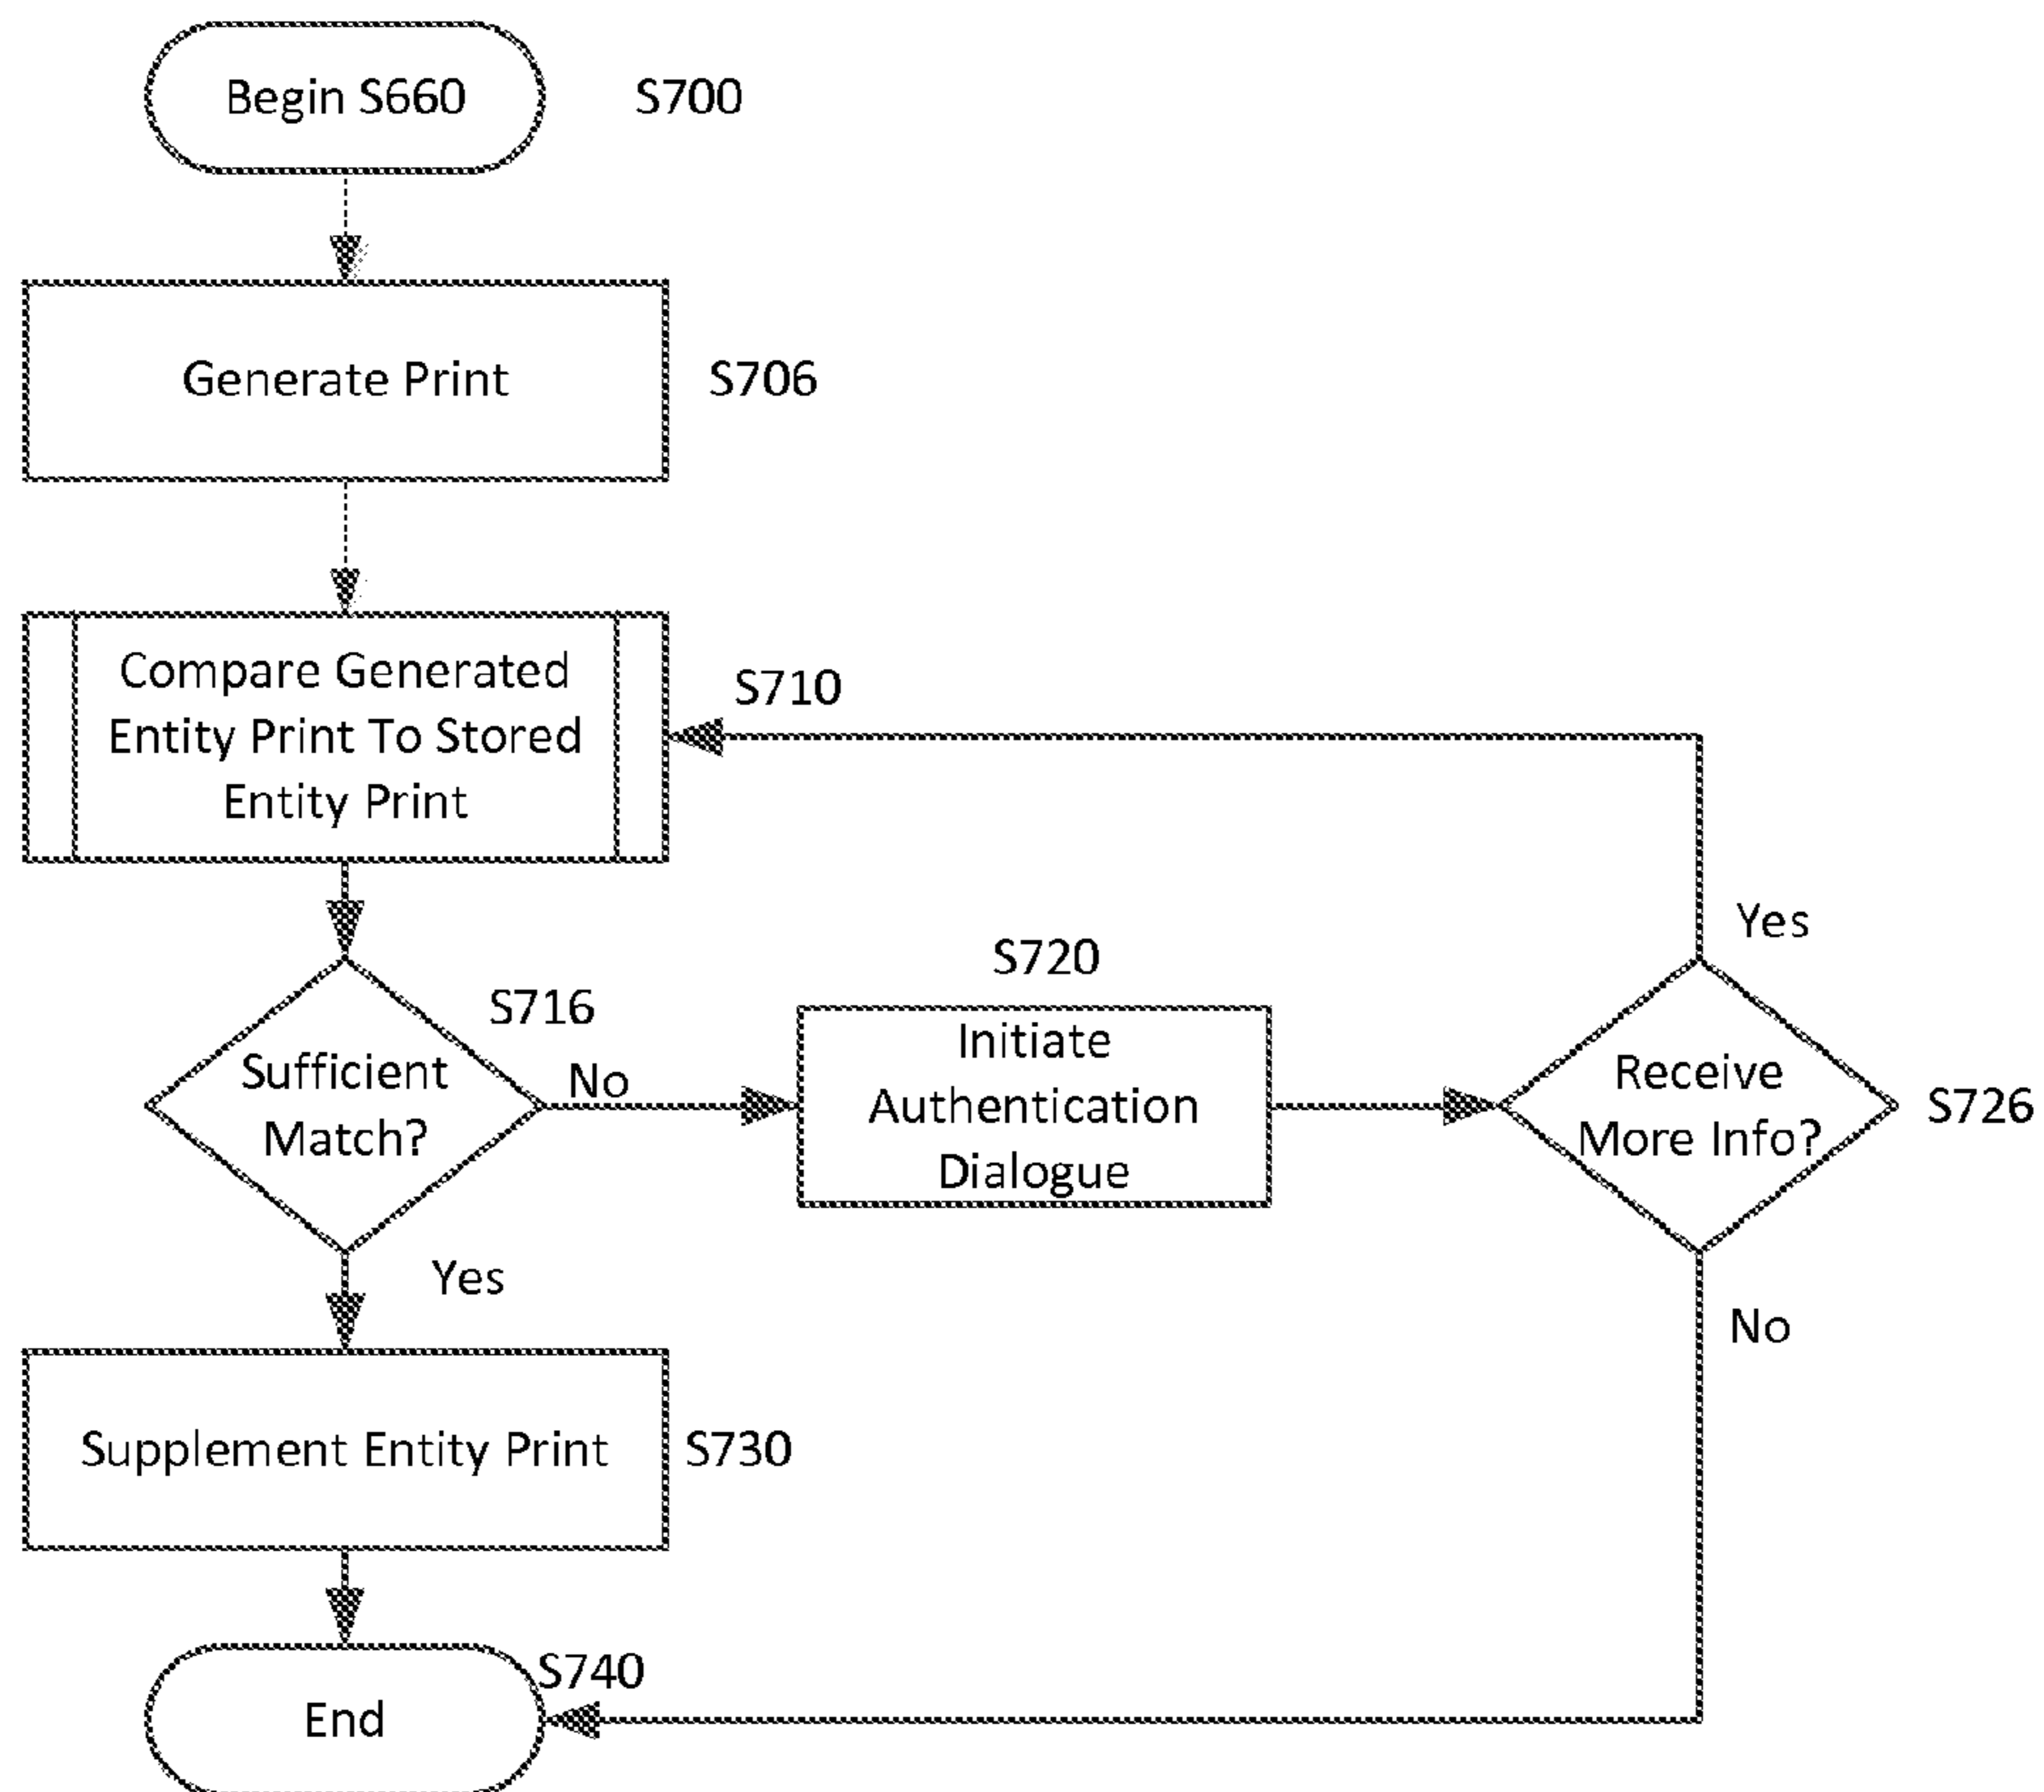 Begin S660
S700
Generate Print
S706
Compare Generated
Entity Print To Stored
Entity Print
S710
Sufficient
Match?
S716
No
Yes
S720
Initiate
Authentication
Dialogue
Receive
More Info?
S726
Yes
No
Supplement Entity Print
S730
End
S740